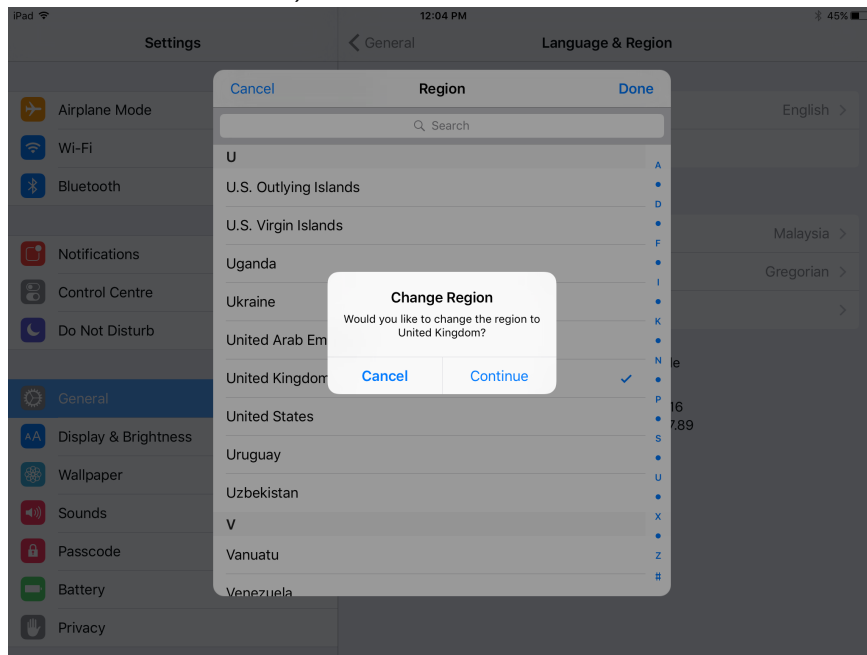 iPad
12:04 PM
45%
Settings
General
Language & Region
Airplane Mode
Wi-Fi
Bluetooth
Notifications
Control Centre
Do Not Disturb
General
Display & Brightness
Wallpaper
Sounds
Passcode
Battery
Privacy
English
Malaysia
Gregorian
le
16
7.89
Cancel
Region
Done
Search
U
U.S. Outlying Islands
U.S. Virgin Islands
Uganda
Ukraine
United Arab Em
United Kingdom
United States
Uruguay
Uzbekistan
V
Vanuatu
Venezuela
A
D
F
I
K
N
P
S
U
X
Z
#
Change Region
Would you like to change the region to
United Kingdom?
Cancel
Continue